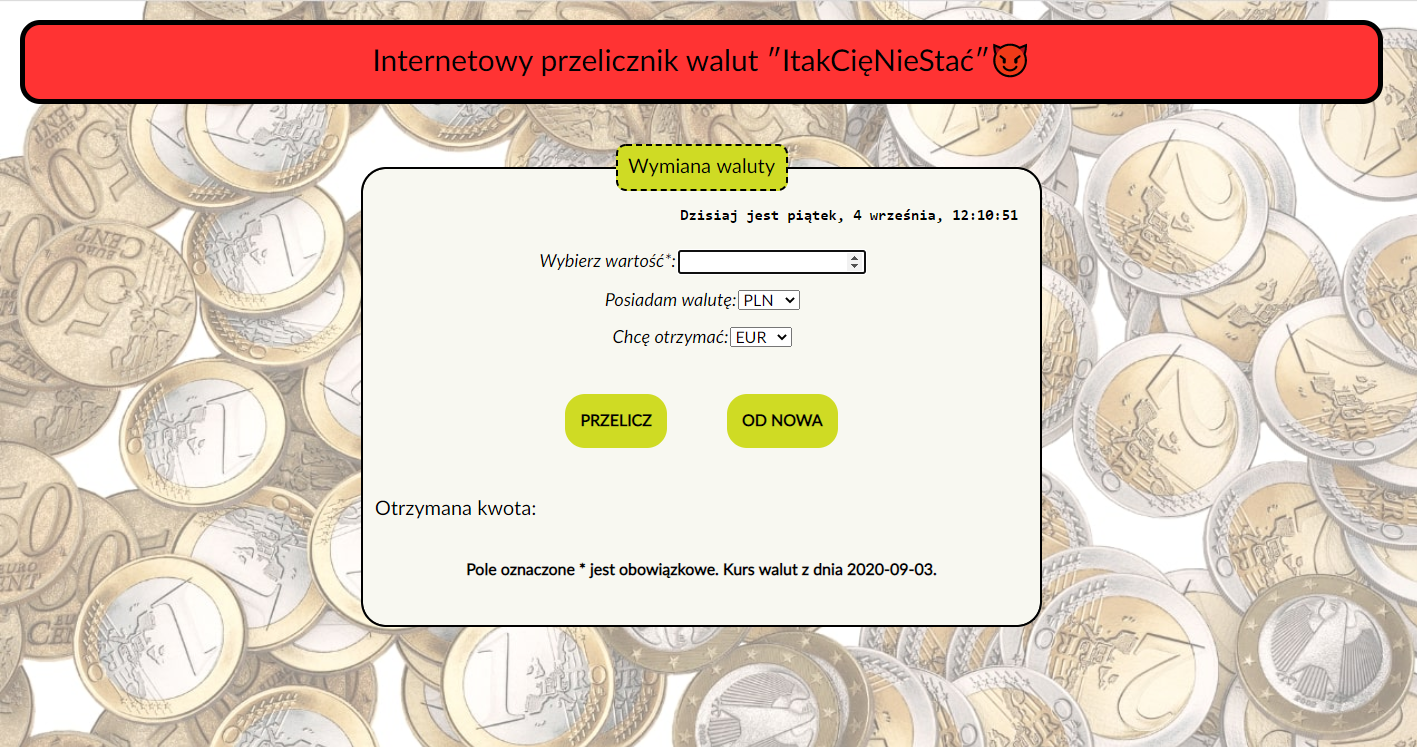 Internetowy przelicznik walut "ItakCięNieStać"😈
Wymiana waluty
Dzisiaj jest piątek, 4 września, 12:10:51
Wybierz wartość*:
Posiadam walutę: PLN
Chcę otrzymać: EUR
PRZELICZ OD NOWA
Otrzymana kwota:
Pole oznaczone * jest obowiązkowe. Kurs walut z dnia 2020-09-03.